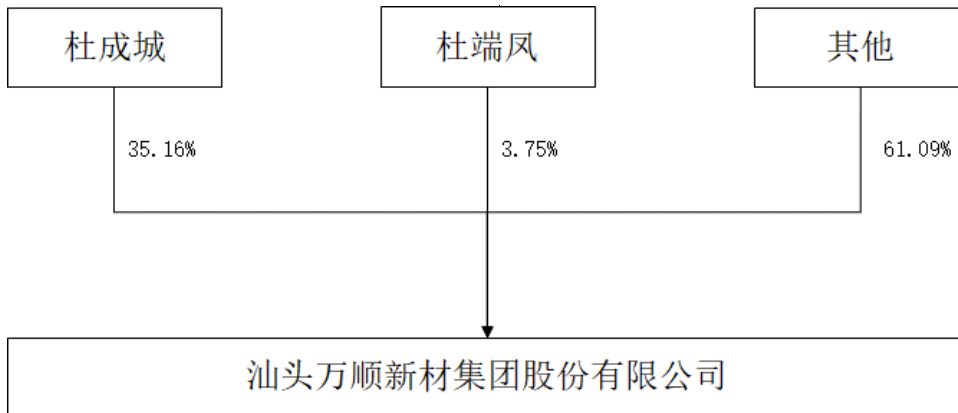 杜成城
杜端凤
其他
35.16%
3.75%
61.09%
汕头万顺新材集团股份有限公司